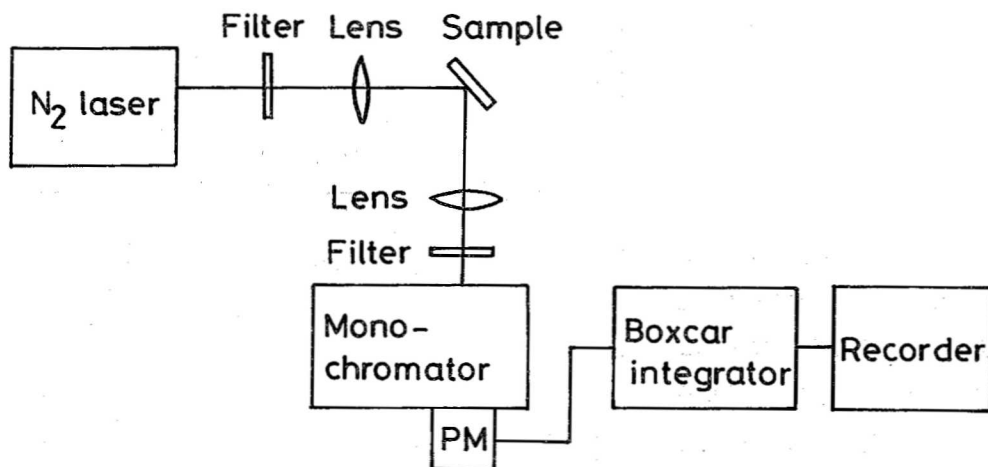 Filter
Lens
Sample
N2 laser
Lens
Filter
Mono-
chromator
PM
Boxcar
integrator
Recorder